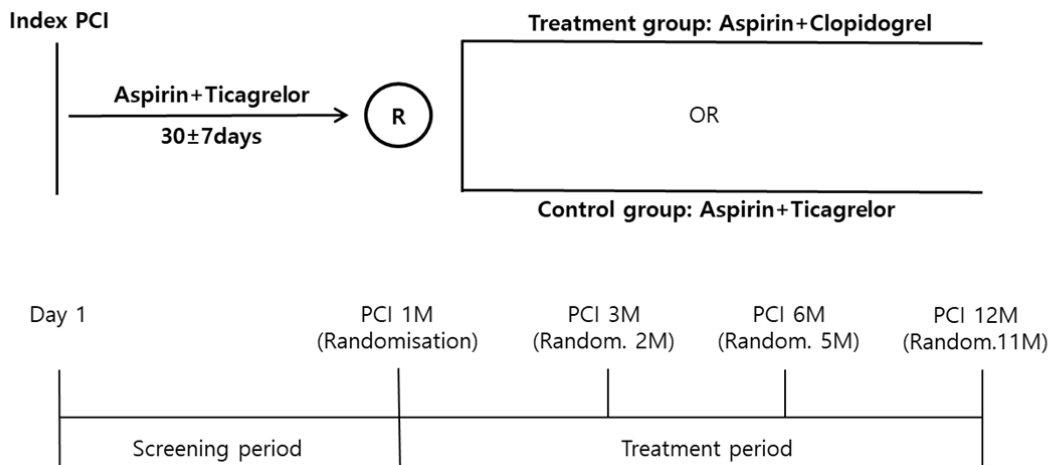 Index PCI
Treatment group: Aspirin+Clopidogrel
Aspirin+Ticagrelor
30±7days
R
OR
Control group: Aspirin+Ticagrelor
Day 1
PCI 1M
(Randomisation)
PCI 3M
(Random. 2M)
PCI 6M
(Random. 5M)
PCI 12M
(Random.11M)
Screening period
Treatment period